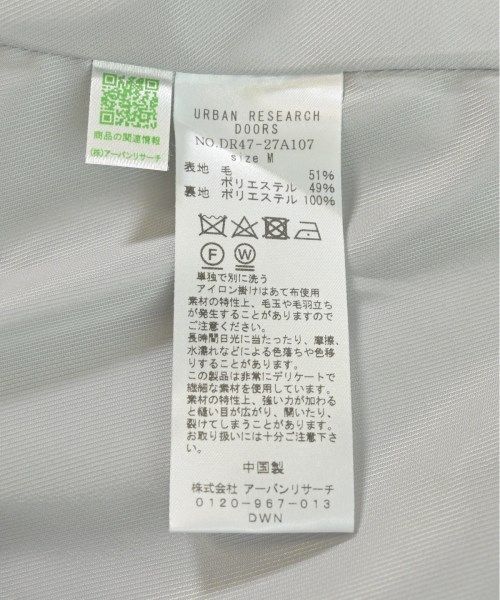 商品の関連情報
(株)アーバンリサーチ
URBAN RESEARCH
DOORS
NO.DR47-27A107
size M
表地 毛 51%
ポリエステル 49%
裏地 ポリエステル 100%
F W
単独で別に洗う
アイロン掛けはあて布使用
素材の特性上、毛玉や毛羽立ち
が発生することがありますので
ご注意ください。
長時間日光に当たったり、摩擦、
水濡れなどによる色落ちや色移
りすることがあります。
この製品は非常にデリケートで
繊細な素材を使用しています。
素材の特性上、強い力が加わる
と縫い目が広がり、開いたり、
裂けてしまうことがあります。
お取り扱いには十分ご注意下さ
い。
中国製
株式会社 アーバンリサーチ
0120-967-013
DWN